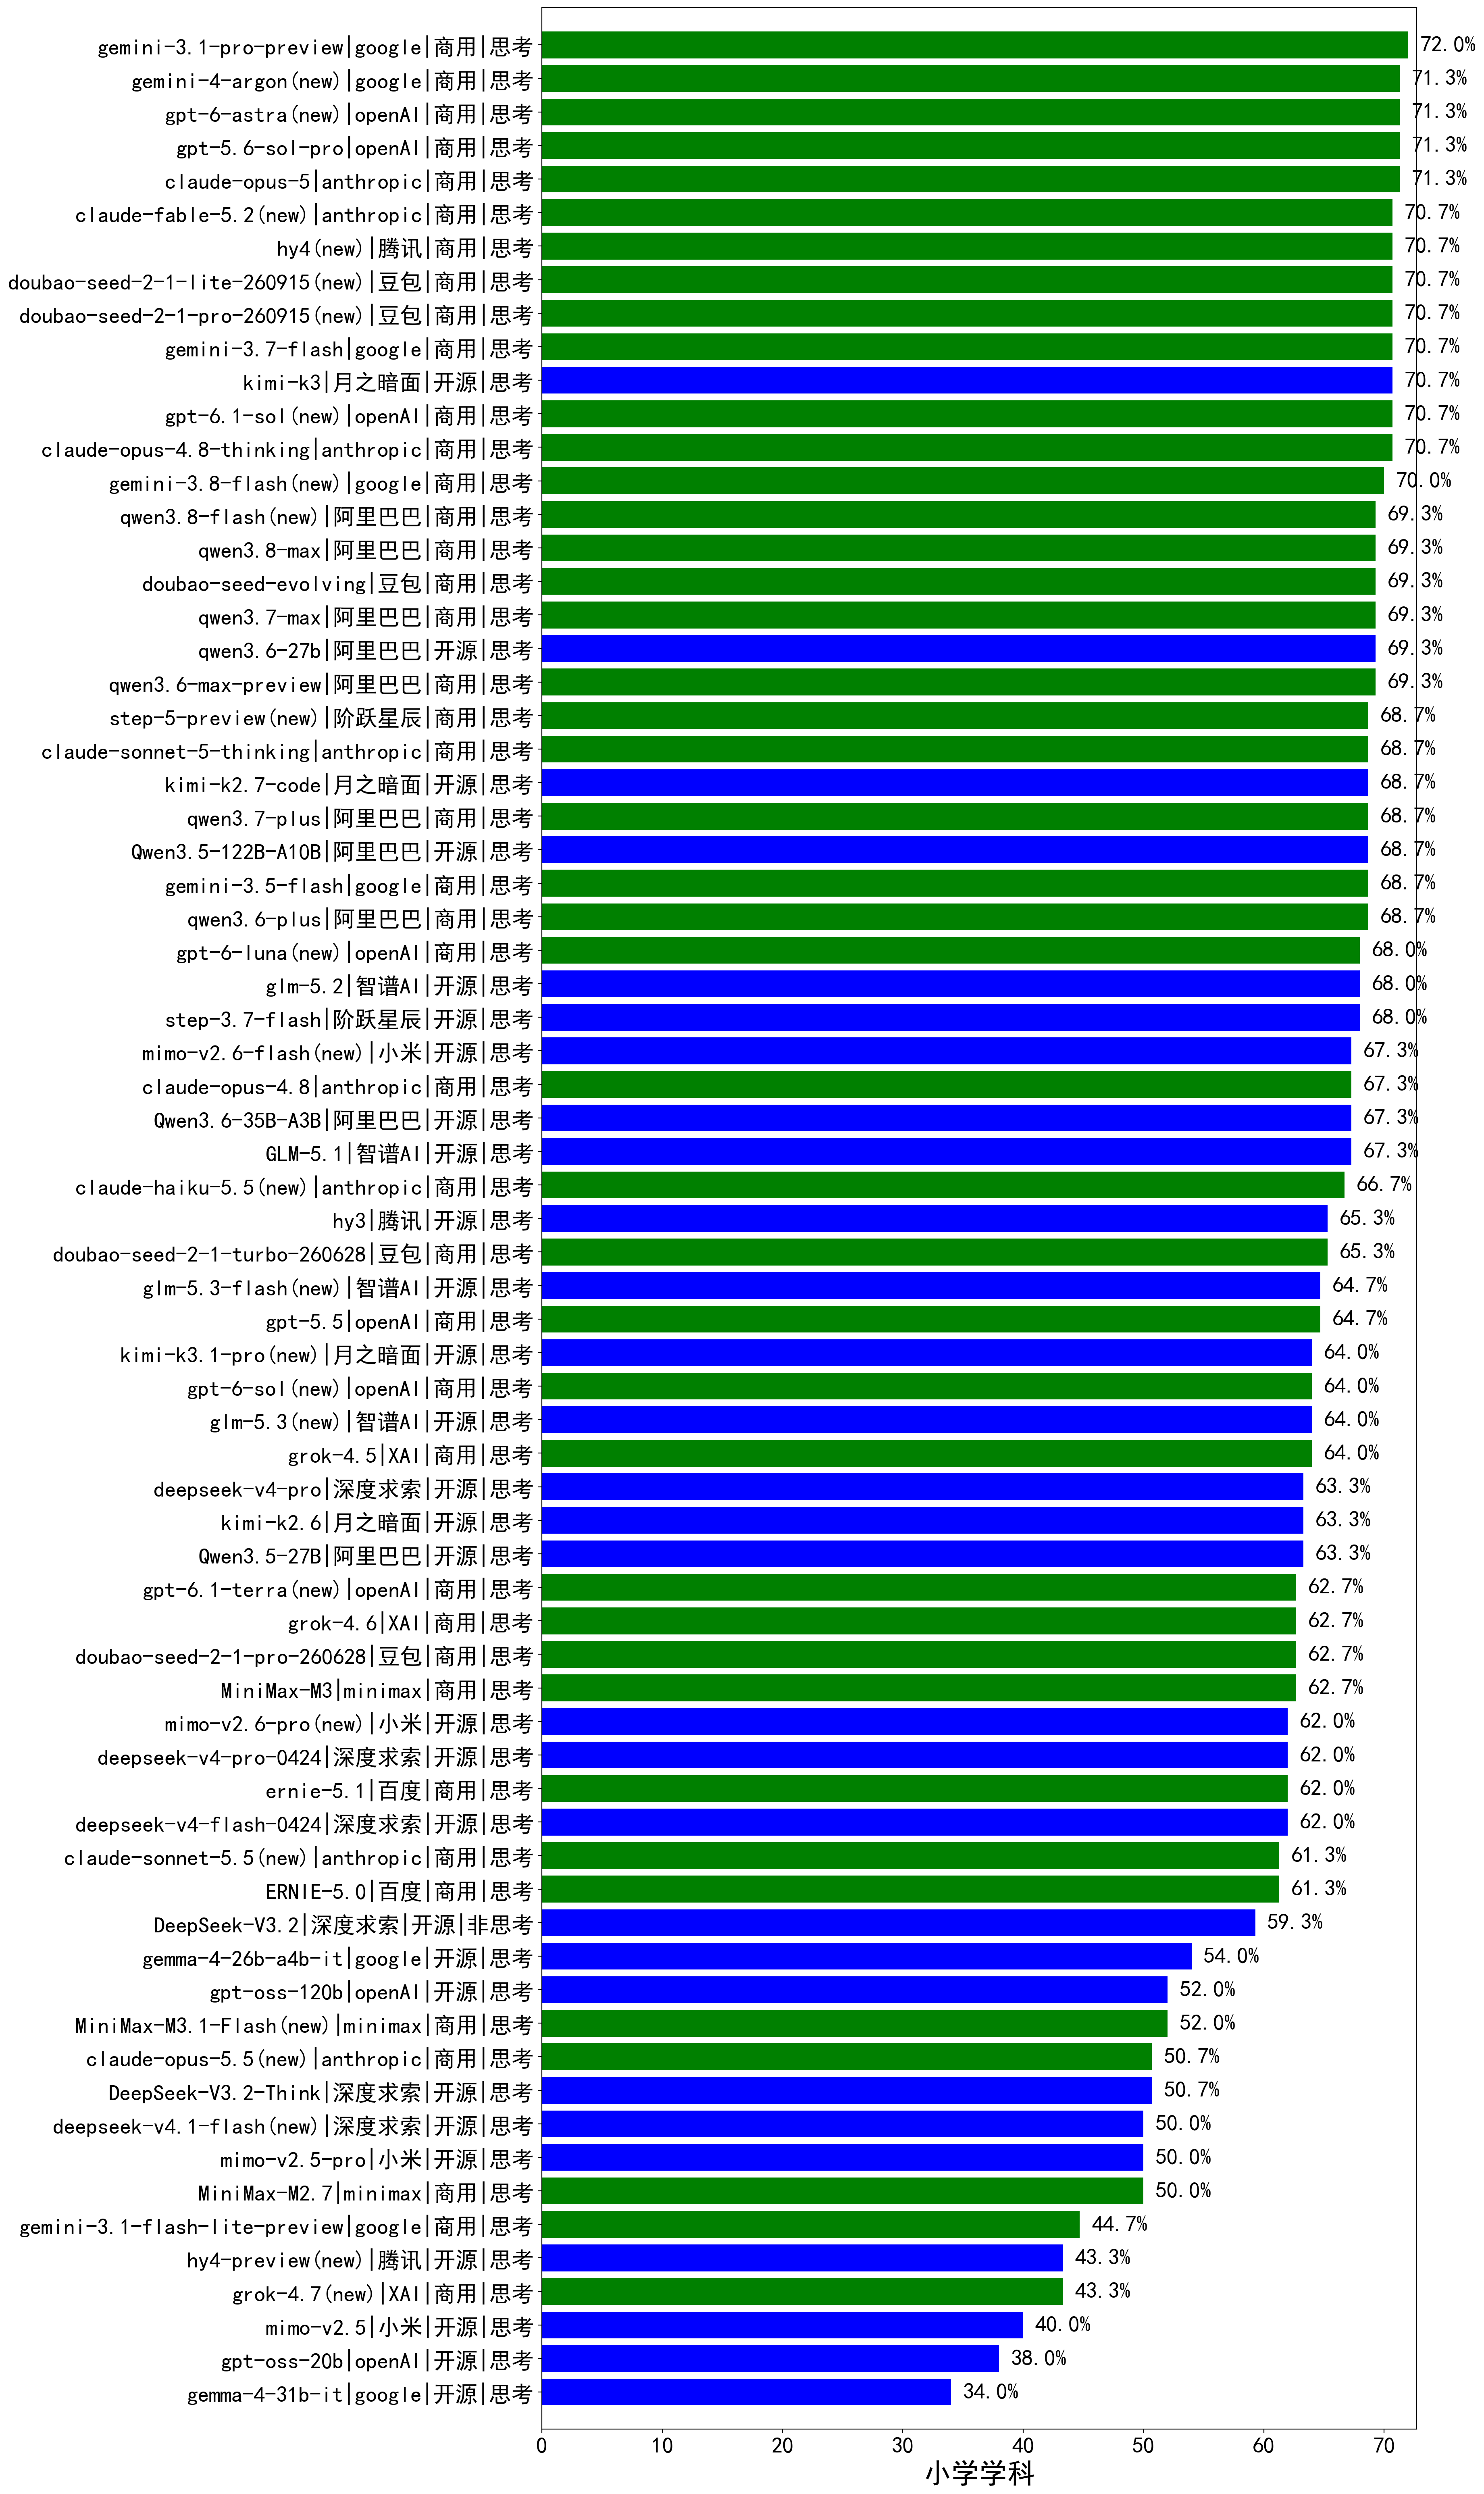 gemini-3.1-pro-preview|google|商用|思考 72.0%
gemini-4-argon(new)|google|商用|思考 71.3%
gpt-6-astra(new)|openAI|商用|思考 71.3%
gpt-5.6-sol-pro|openAI|商用|思考 71.3%
claude-opus-5|anthropic|商用|思考 71.3%
claude-fable-5.2(new)|anthropic|商用|思考 70.7%
hy4(new)|腾讯|商用|思考 70.7%
doubao-seed-2-1-lite-260915(new)|豆包|商用|思考 70.7%
doubao-seed-2-1-pro-260915(new)|豆包|商用|思考 70.7%
gemini-3.7-flash|google|商用|思考 70.7%
kimi-k3|月之暗面|开源|思考 70.7%
gpt-6.1-sol(new)|openAI|商用|思考 70.7%
claude-opus-4.8-thinking|anthropic|商用|思考 70.7%
gemini-3.8-flash(new)|google|商用|思考 70.0%
qwen3.8-flash(new)|阿里巴巴|商用|思考 69.3%
qwen3.8-max|阿里巴巴|商用|思考 69.3%
doubao-seed-evolving|豆包|商用|思考 69.3%
qwen3.7-max|阿里巴巴|商用|思考 69.3%
qwen3.6-27b|阿里巴巴|开源|思考 69.3%
qwen3.6-max-preview|阿里巴巴|商用|思考 69.3%
step-5-preview(new)|阶跃星辰|商用|思考 68.7%
claude-sonnet-5-thinking|anthropic|商用|思考 68.7%
kimi-k2.7-code|月之暗面|开源|思考 68.7%
qwen3.7-plus|阿里巴巴|商用|思考 68.7%
Qwen3.5-122B-A10B|阿里巴巴|开源|思考 68.7%
gemini-3.5-flash|google|商用|思考 68.7%
qwen3.6-plus|阿里巴巴|商用|思考 68.7%
gpt-6-luna(new)|openAI|商用|思考 68.0%
glm-5.2|智谱AI|开源|思考 68.0%
step-3.7-flash|阶跃星辰|开源|思考 68.0%
mimo-v2.6-flash(new)|小米|开源|思考 67.3%
claude-opus-4.8|anthropic|商用|思考 67.3%
Qwen3.6-35B-A3B|阿里巴巴|开源|思考 67.3%
GLM-5.1|智谱AI|开源|思考 67.3%
claude-haiku-5.5(new)|anthropic|商用|思考 66.7%
hy3|腾讯|开源|思考 65.3%
doubao-seed-2-1-turbo-260628|豆包|商用|思考 65.3%
glm-5.3-flash(new)|智谱AI|开源|思考 64.7%
gpt-5.5|openAI|商用|思考 64.7%
kimi-k3.1-pro(new)|月之暗面|开源|思考 64.0%
gpt-6-sol(new)|openAI|商用|思考 64.0%
glm-5.3(new)|智谱AI|开源|思考 64.0%
grok-4.5|XAI|商用|思考 64.0%
deepseek-v4-pro|深度求索|开源|思考 63.3%
kimi-k2.6|月之暗面|开源|思考 63.3%
Qwen3.5-27B|阿里巴巴|开源|思考 63.3%
gpt-6.1-terra(new)|openAI|商用|思考 62.7%
grok-4.6|XAI|商用|思考 62.7%
doubao-seed-2-1-pro-260628|豆包|商用|思考 62.7%
MiniMax-M3|minimax|商用|思考 62.7%
mimo-v2.6-pro(new)|小米|开源|思考 62.0%
deepseek-v4-pro-0424|深度求索|开源|思考 62.0%
ernie-5.1|百度|商用|思考 62.0%
deepseek-v4-flash-0424|深度求索|开源|思考 62.0%
claude-sonnet-5.5(new)|anthropic|商用|思考 61.3%
ERNIE-5.0|百度|商用|思考 61.3%
DeepSeek-V3.2|深度求索|开源|非思考 59.3%
gemma-4-26b-a4b-it|google|开源|思考 54.0%
gpt-oss-120b|openAI|开源|思考 52.0%
MiniMax-M3.1-Flash(new)|minimax|商用|思考 52.0%
claude-opus-5.5(new)|anthropic|商用|思考 50.7%
DeepSeek-V3.2-Think|深度求索|开源|思考 50.7%
deepseek-v4.1-flash(new)|深度求索|开源|思考 50.0%
mimo-v2.5-pro|小米|开源|思考 50.0%
MiniMax-M2.7|minimax|商用|思考 50.0%
gemini-3.1-flash-lite-preview|google|商用|思考 44.7%
hy4-preview(new)|腾讯|开源|思考 43.3%
grok-4.7(new)|XAI|商用|思考 43.3%
mimo-v2.5|小米|开源|思考 40.0%
gpt-oss-20b|openAI|开源|思考 38.0%
gemma-4-31b-it|google|开源|思考 34.0%
0 10 20 30 40 50 60 70
小学学科